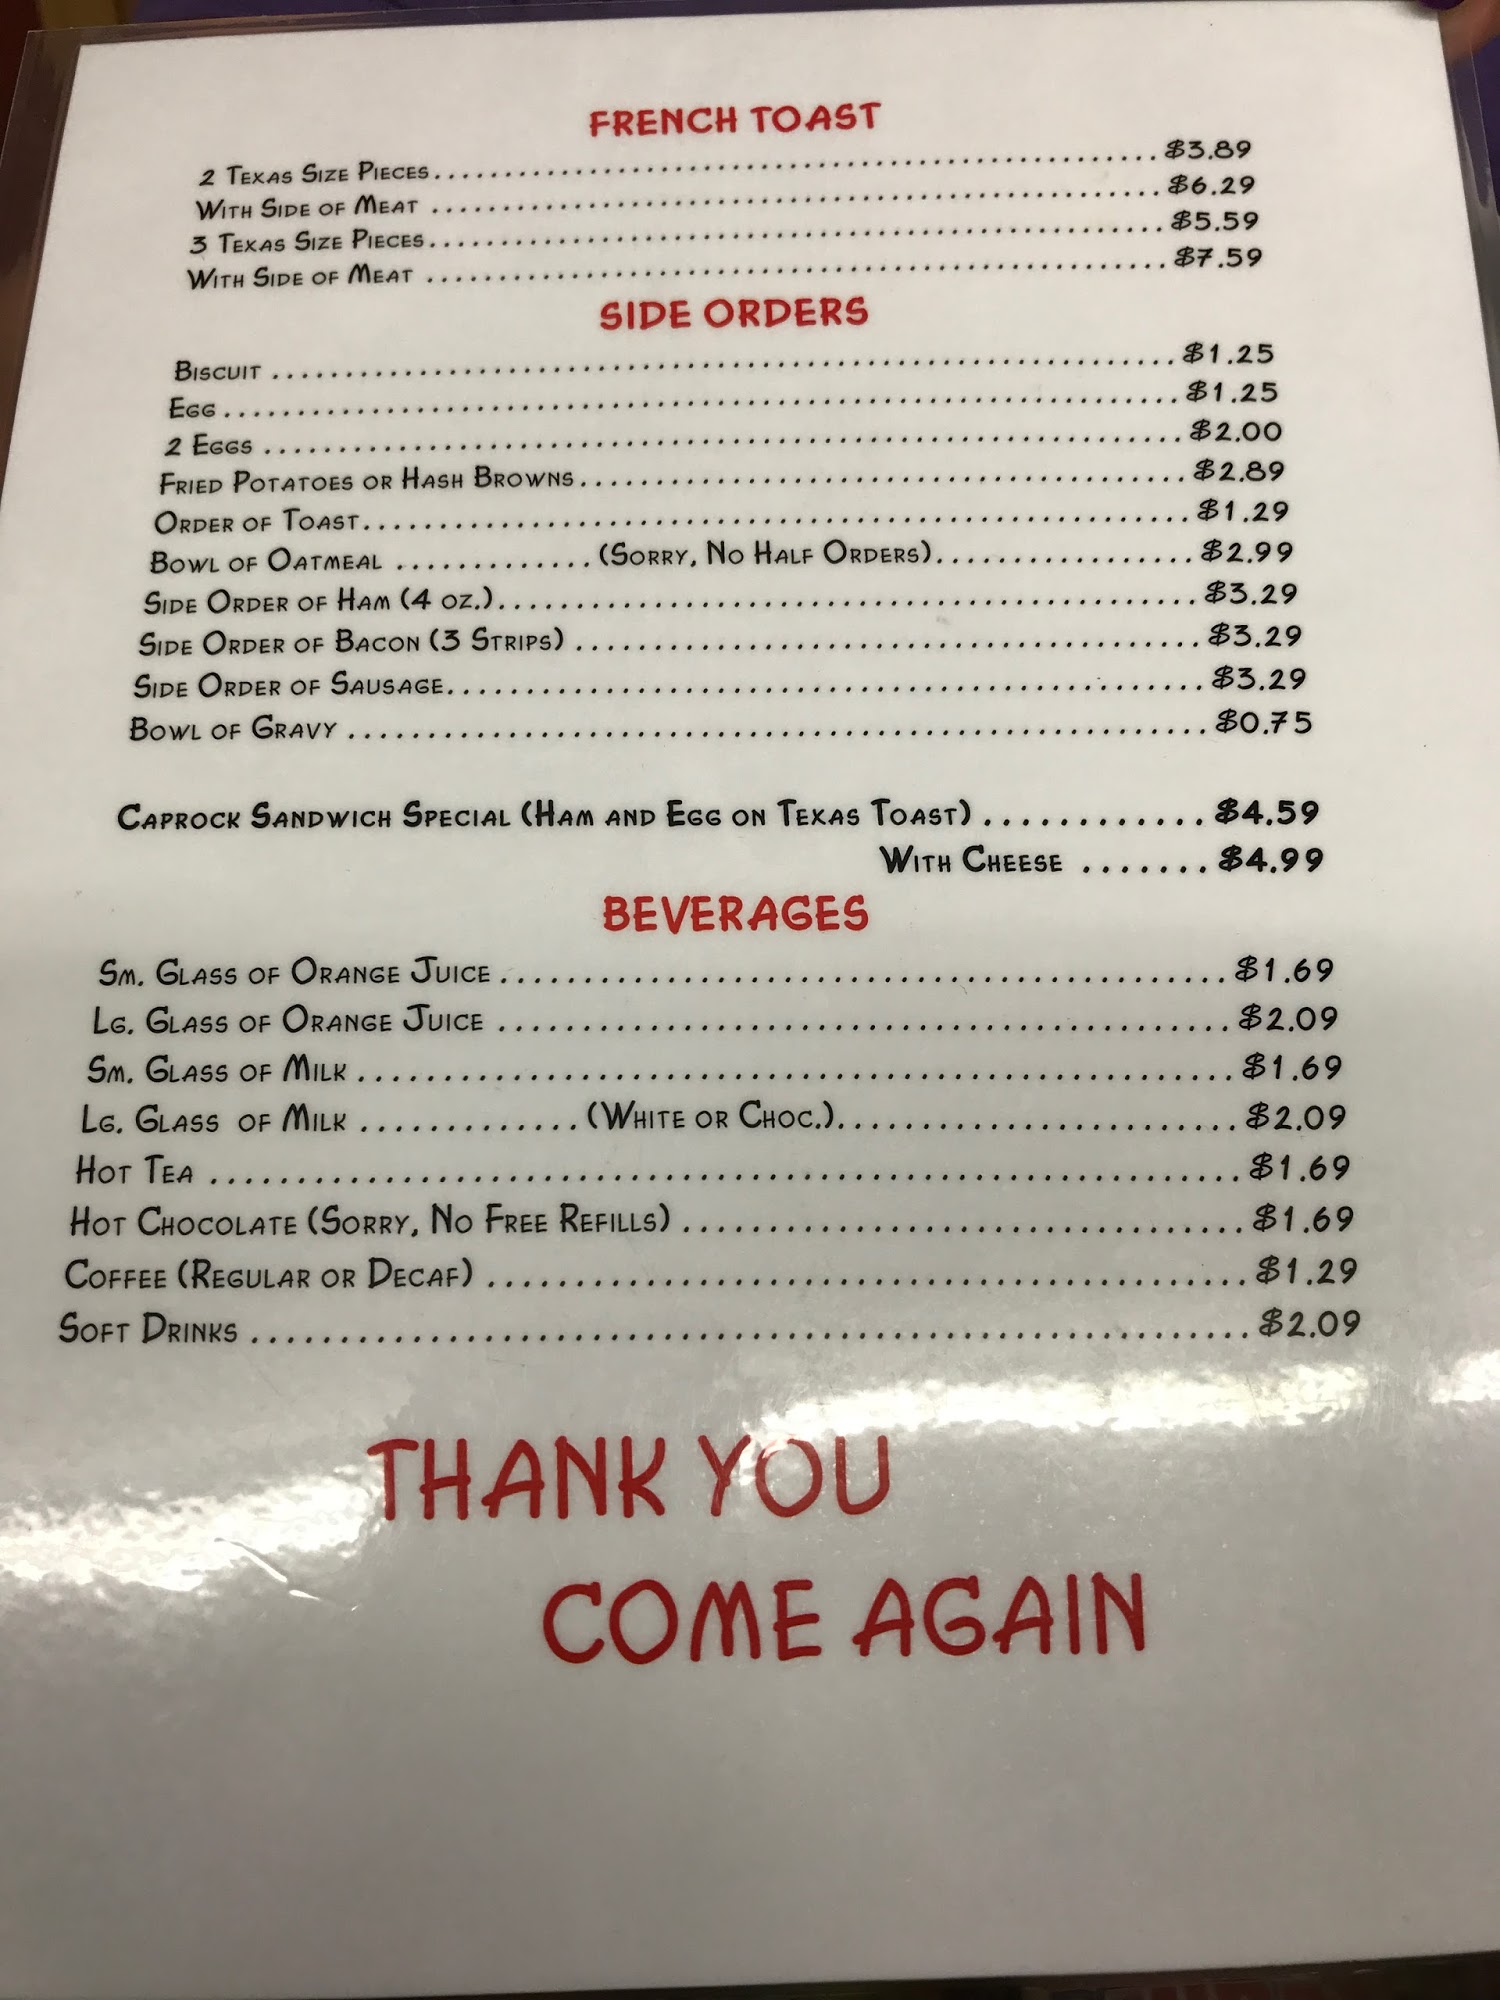 FRENCH TOAST
2 Texas Size Pieces $3.89
With Side of Meat $6.29
3 Texas Size Pieces $5.59
With Side of Meat $7.59
SIDE ORDERS
Biscuit $1.25
Egg $1.25
2 Eggs $2.00
Fried Potatoes or Hash Browns $2.89
Order of Toast $1.29
Bowl of Oatmeal (Sorry, No Half Orders) $2.99
Side Order of Ham (4 oz.) $3.29
Side Order of Bacon (3 Strips) $3.29
Side Order of Sausage $3.29
Bowl of Gravy $0.75
Caprock Sandwich Special (Ham and Egg on Texas Toast) $4.59
With Cheese $4.99
BEVERAGES
Sm. Glass of Orange Juice $1.69
Lg. Glass of Orange Juice $2.09
Sm. Glass of Milk $1.69
Lg. Glass of Milk (White or Choc.) $2.09
Hot Tea $1.69
Hot Chocolate (Sorry, No Free Refills) $1.69
Coffee (Regular or Decaf) $1.29
Soft Drinks $2.09
THANK YOU
COME AGAIN